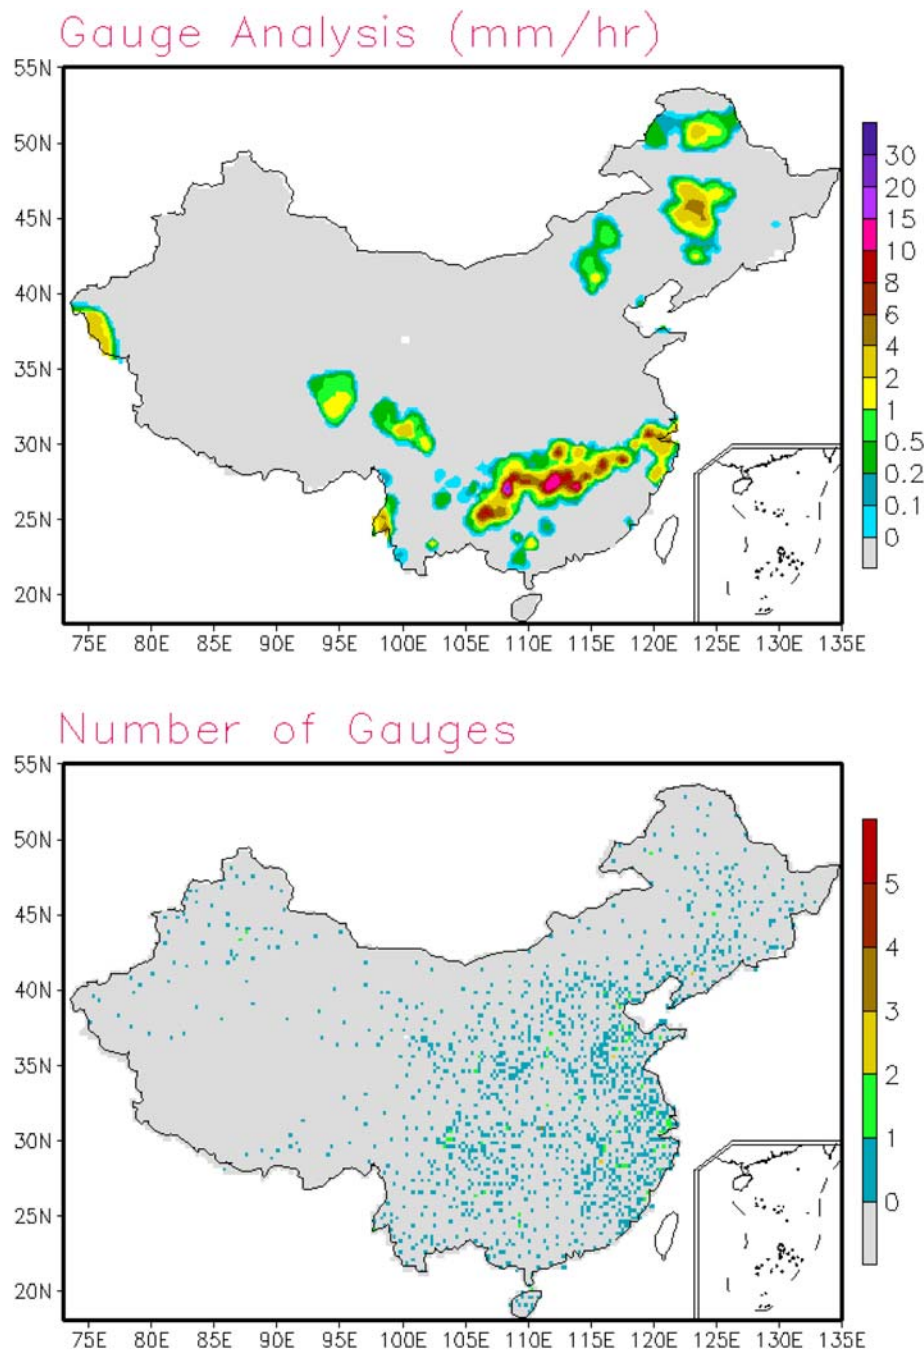 Gauge Analysis (mm/hr)
55N
50N
45N
40N
35N
30N
25N
20N
75E 80E 85E 90E 95E 100E 105E 110E 115E 120E 125E 130E 135E
30
20
15
10
8
6
4
2
1
0.5
0.2
0.1
0
Number of Gauges
55N
50N
45N
40N
35N
30N
25N
20N
75E 80E 85E 90E 95E 100E 105E 110E 115E 120E 125E 130E 135E
5
4
3
2
1
0